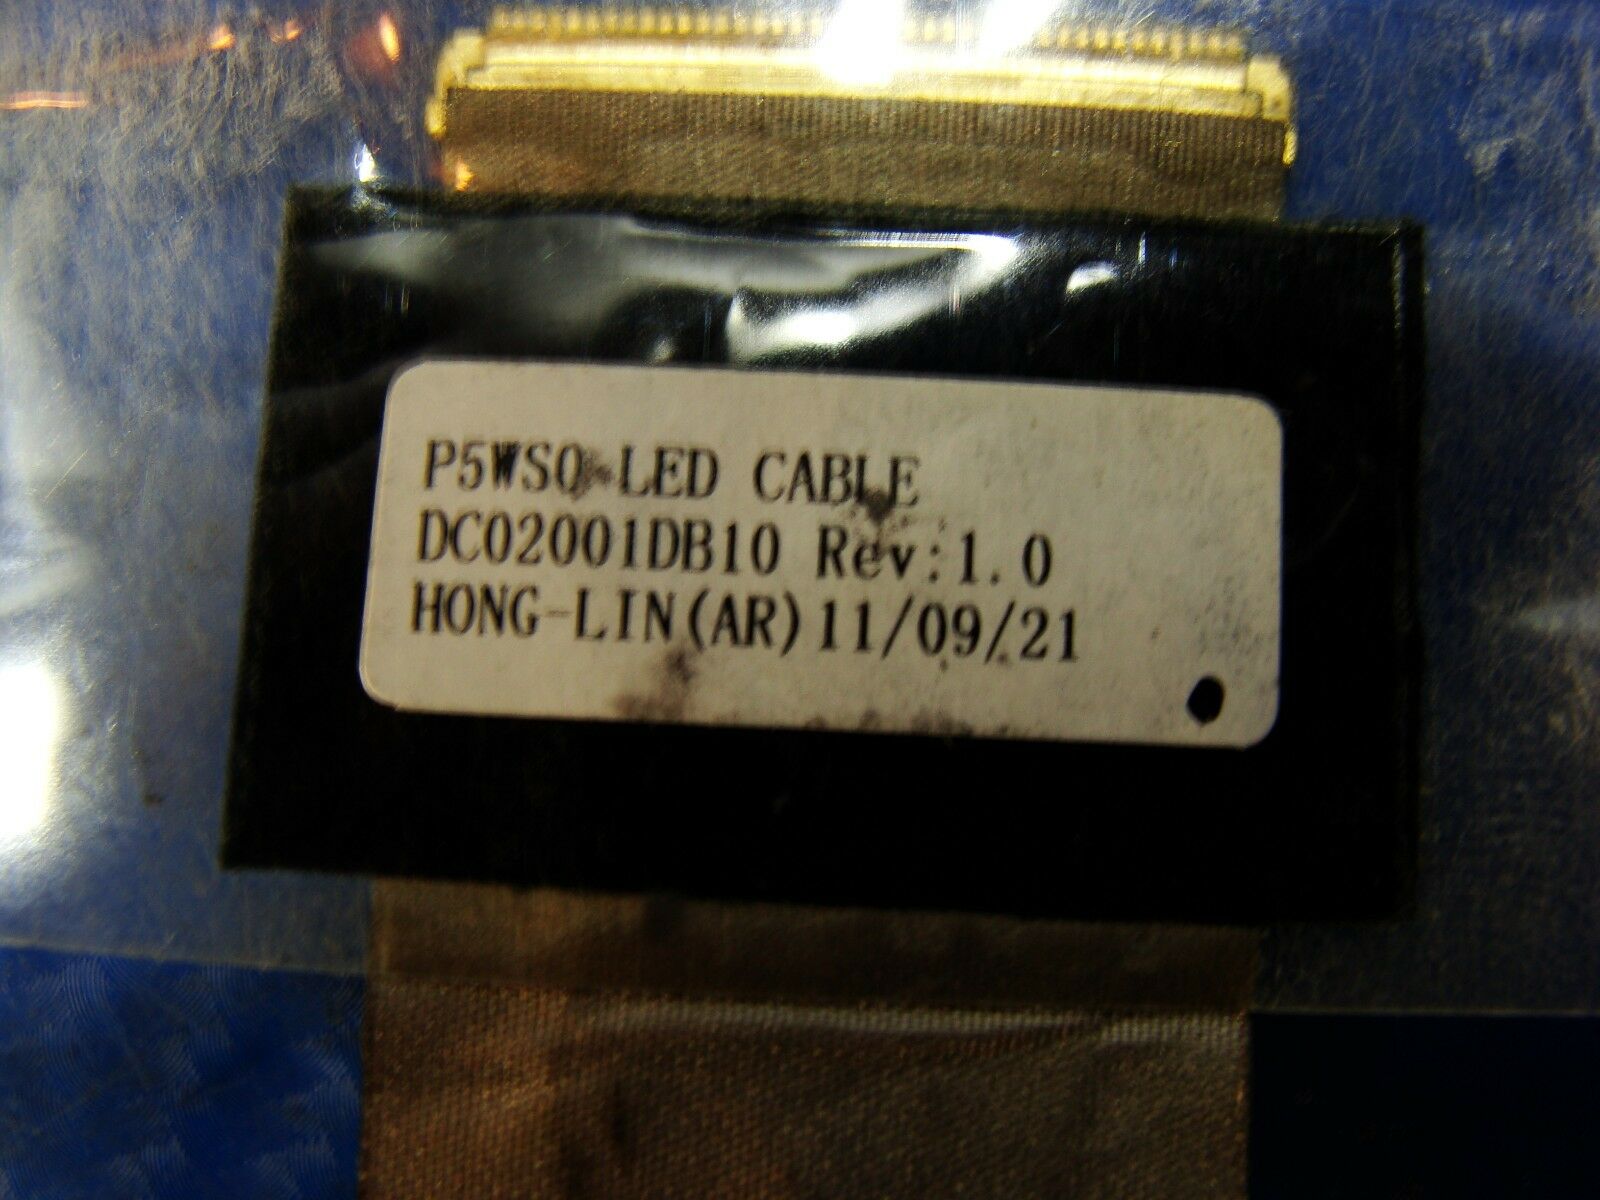 P5WS0 LED CABLE
DC02001DB10 Rev:1.0
HONG-LIN(AR)11/09/21